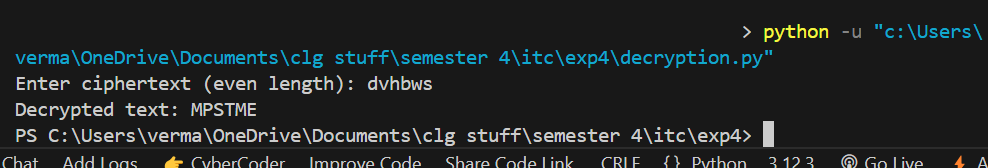 > python -u "c:\Users\
verma\OneDrive\Documents\clg stuff\semester 4\itc\exp4\decryption.py"
Enter ciphertext (even length): dvhbws
Decrypted text: MPSTME
PS C:\Users\verma\OneDrive\Documents\clg stuff\semester 4\itc\exp4>
Chat Add Logs 👉 CyberCoder Improve Code Share Code Link CRLF {} Python 3.12.3 Go Live